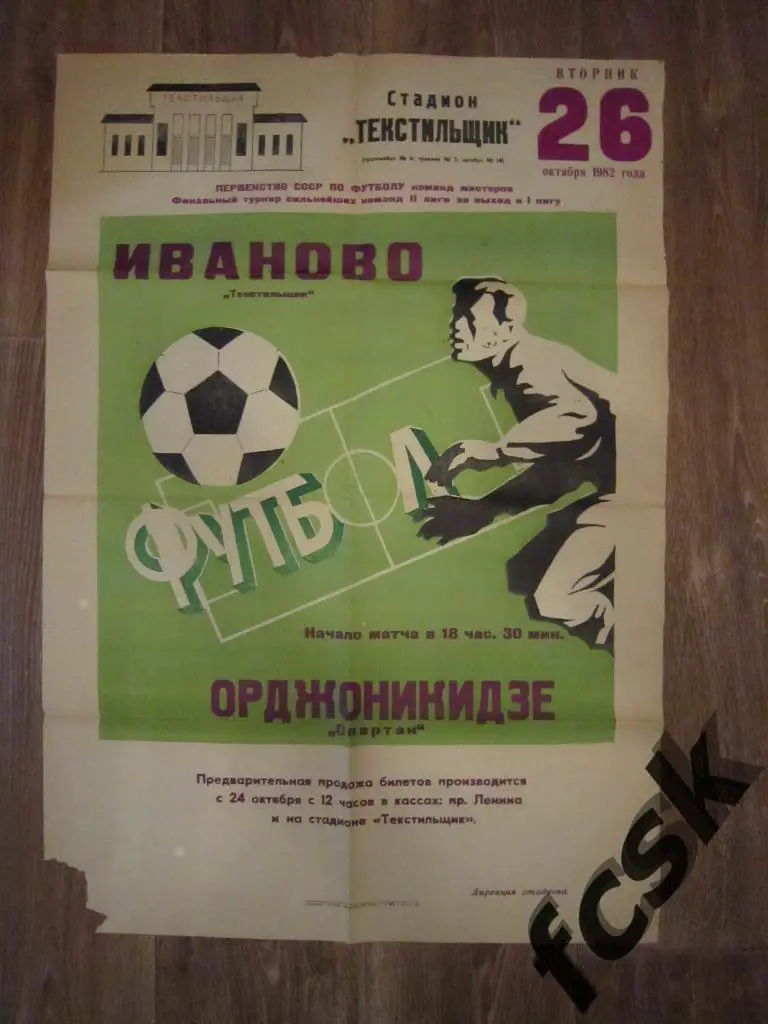 ТЕКСТИЛЬЩИК
Стадион
„ТЕКСТИЛЬЩИК"
ВТОРНИК
26
октября 1982 года
ПЕРВЕНСТВО СССР ПО ФУТБОЛУ команд мастеров
Финальный турнир сильнейших команд II лиги за выход в I лигу
ИВАНОВО
„Текстильщик"
ФУТБОЛ
Начало матча в 18 час. 30 мин.
ОРДЖОНИКИДЗЕ
„Спартак"
Предварительная продажа билетов производится
с 24 октября с 12 часов в кассах: пр. Ленина
и на стадионе «Текстильщик».
Дирекция стадиона
fcsk